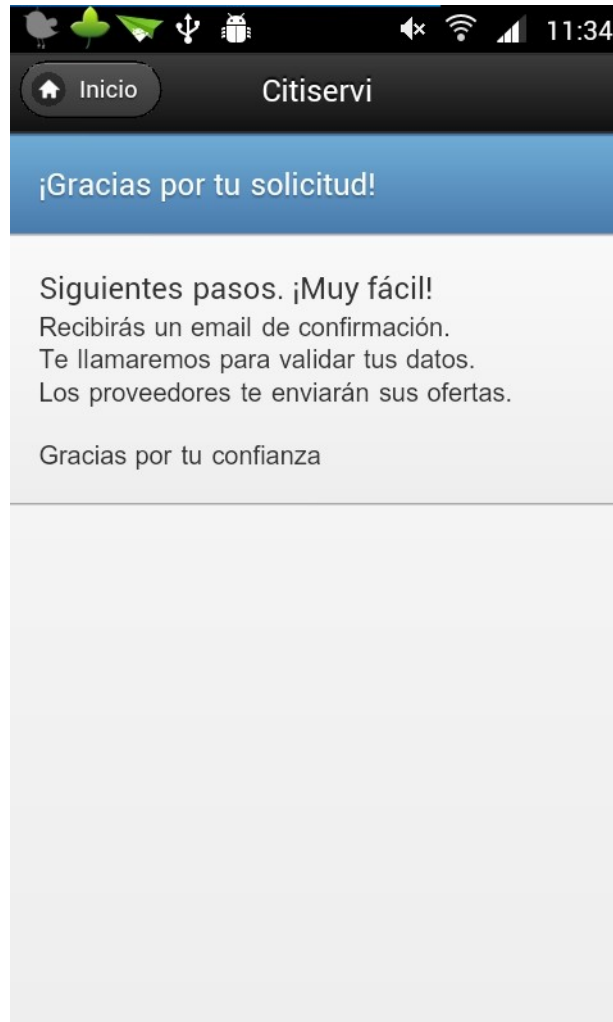 11:34
Inicio
Citiservi
¡Gracias por tu solicitud!
Siguientes pasos. ¡Muy fácil!
Recibirás un email de confirmación.
Te llamaremos para validar tus datos.
Los proveedores te enviarán sus ofertas.
Gracias por tu confianza